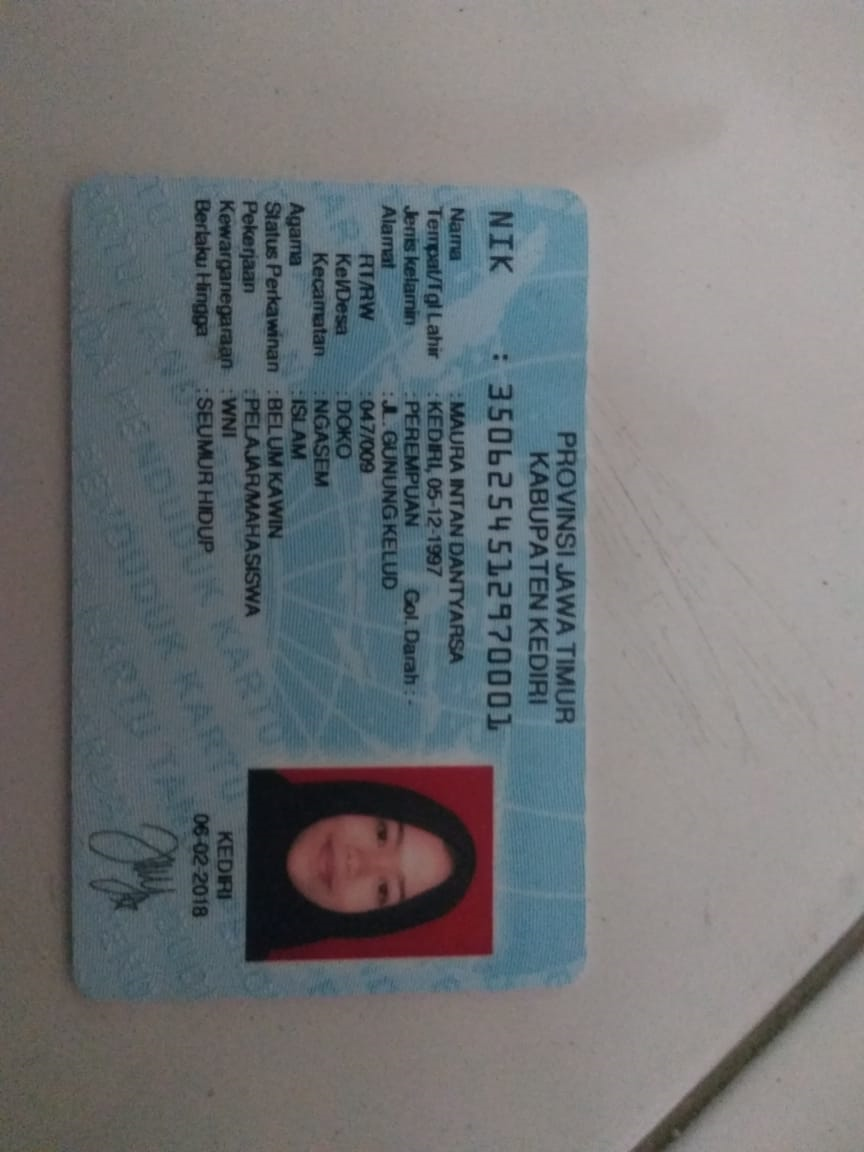 PROVINSI JAWA TIMUR
KABUPATEN KEDIRI
NIK : 3506254512970001
Nama : MAURA INTAN DANTYARSA
Tempat/Tgl Lahir : KEDIRI, 05-12-1997
Jenis kelamin : PEREMPUAN Gol. Darah : -
Alamat : JL. GUNUNG KELUD
RT/RW : 047/009
Kel/Desa : DOKO
Kecamatan : NGASEM
Agama : ISLAM
Status Perkawinan : BELUM KAWIN
Pekerjaan : PELAJAR/MAHASISWA
Kewarganegaraan : WNI
Berlaku Hingga : SEUMUR HIDUP
KEDIRI
06-02-2018